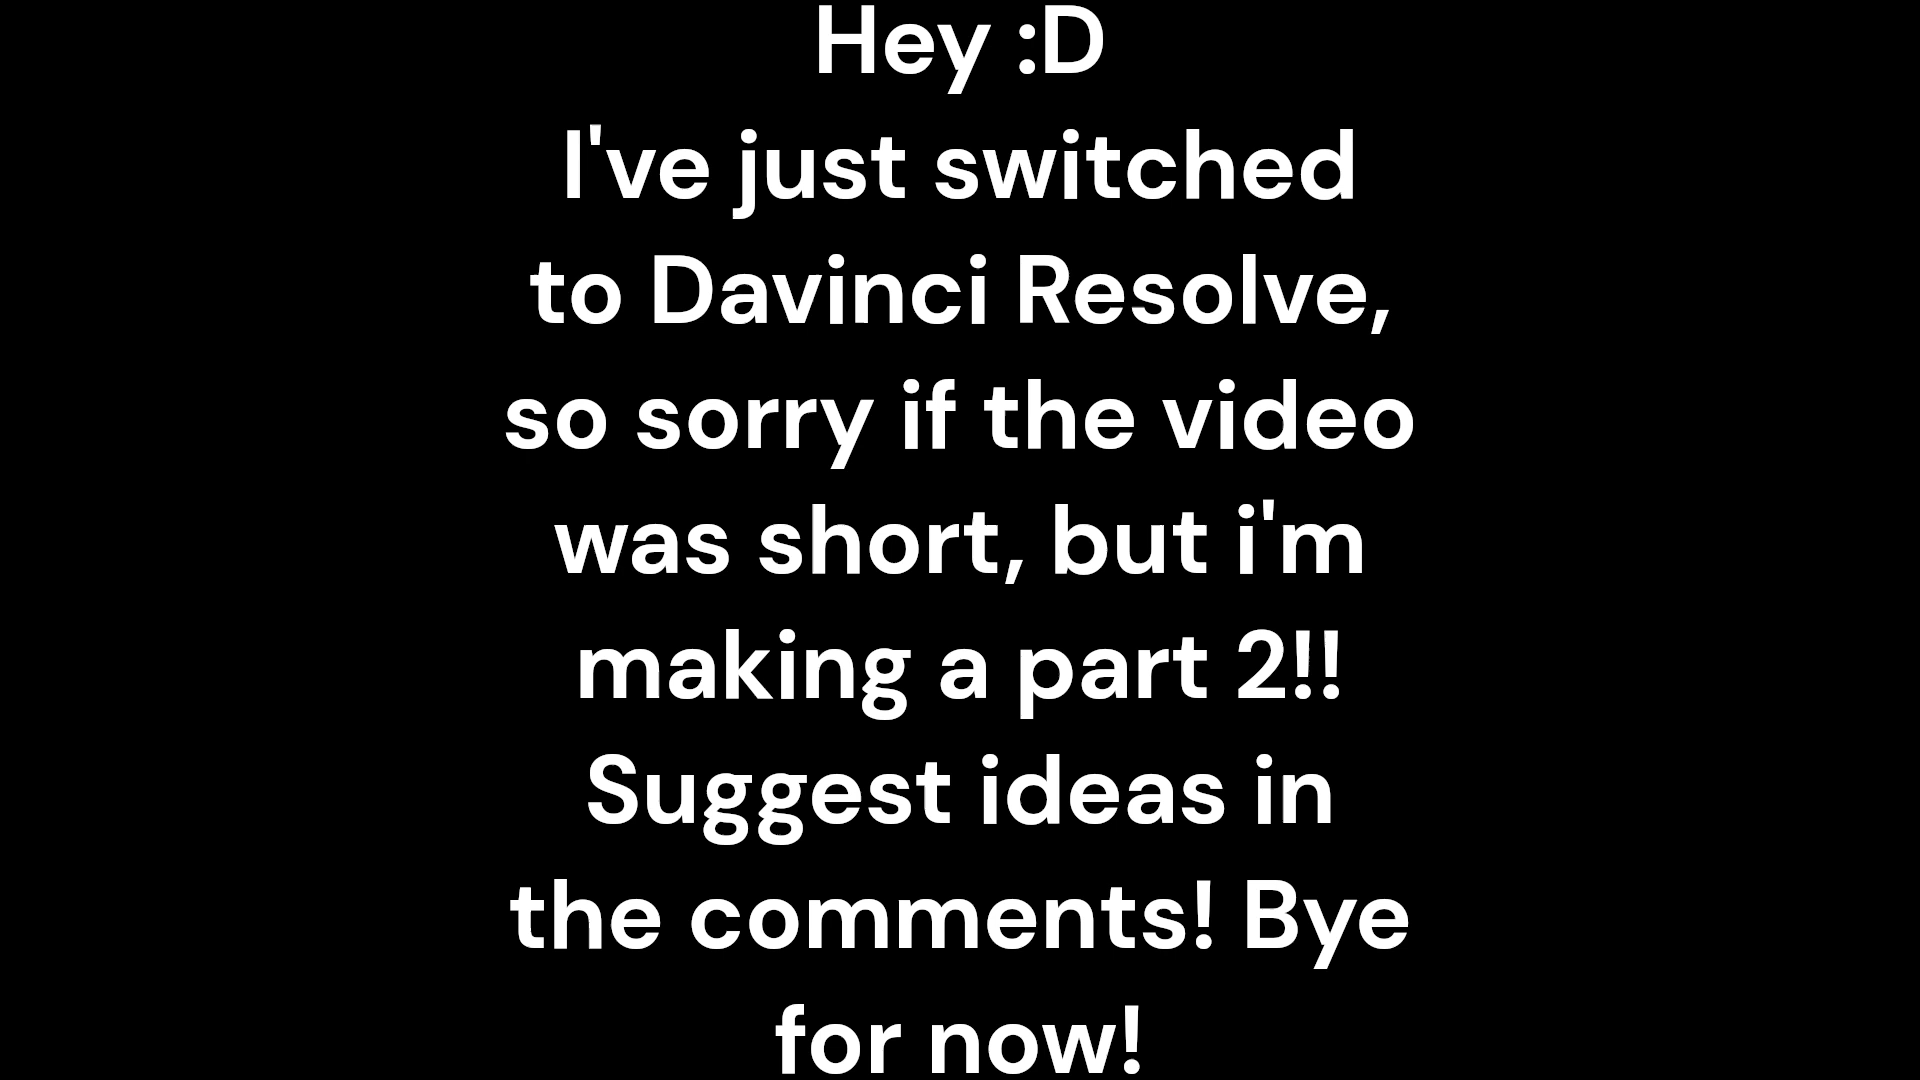 Hey :D
I've just switched
to Davinci Resolve,
so sorry if the video
was short, but i'm
making a part 2!!
Suggest ideas in
the comments! Bye
for now!